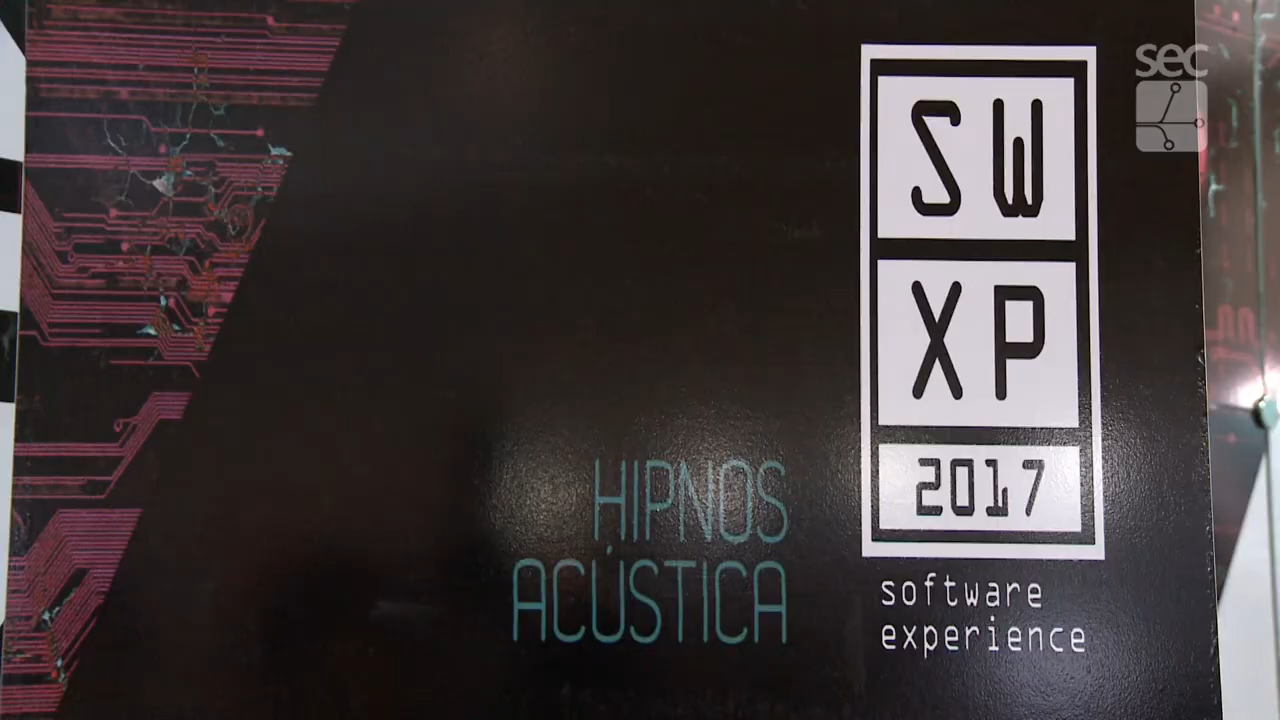 sec
SW
XP
2017
software
experience
HIPNOS
ACÚSTICA